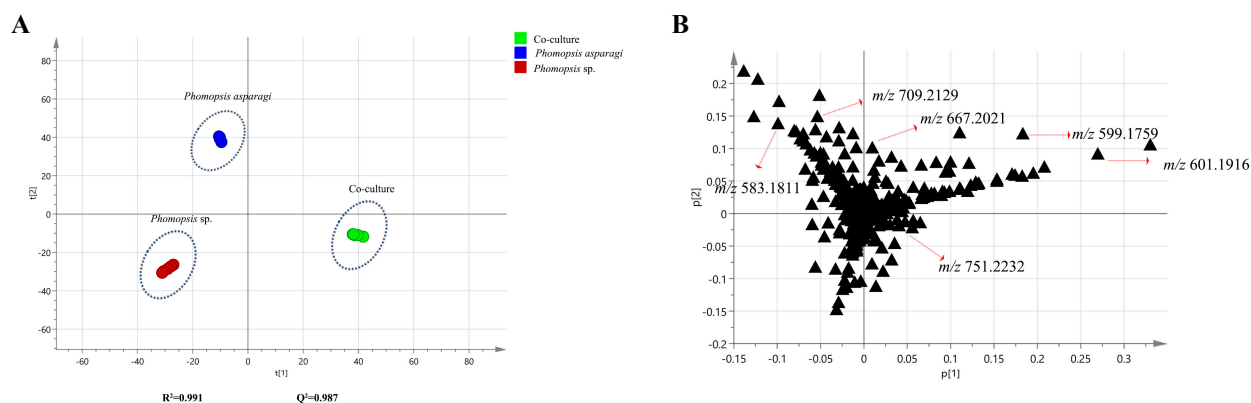 A
Co-culture
Phomopsis asparagi
Phomopsis sp.
80
60
40
20
0
-20
-40
-60
t[2]
Phomopsis asparagi
Co-culture
Phomopsis sp.
-60
-40
-20
0
20
40
60
80
t[1]
R²=0.991
Q²=0.987
B
0.2
0.15
0.1
0.05
0
-0.05
-0.1
-0.15
-0.2
p[2]
m/z 709.2129
m/z 667.2021
m/z 599.1759
m/z 601.1916
m/z 583.1811
m/z 751.2232
-0.15
-0.1
-0.05
0
0.05
0.1
0.15
0.2
0.25
0.3
p[1]